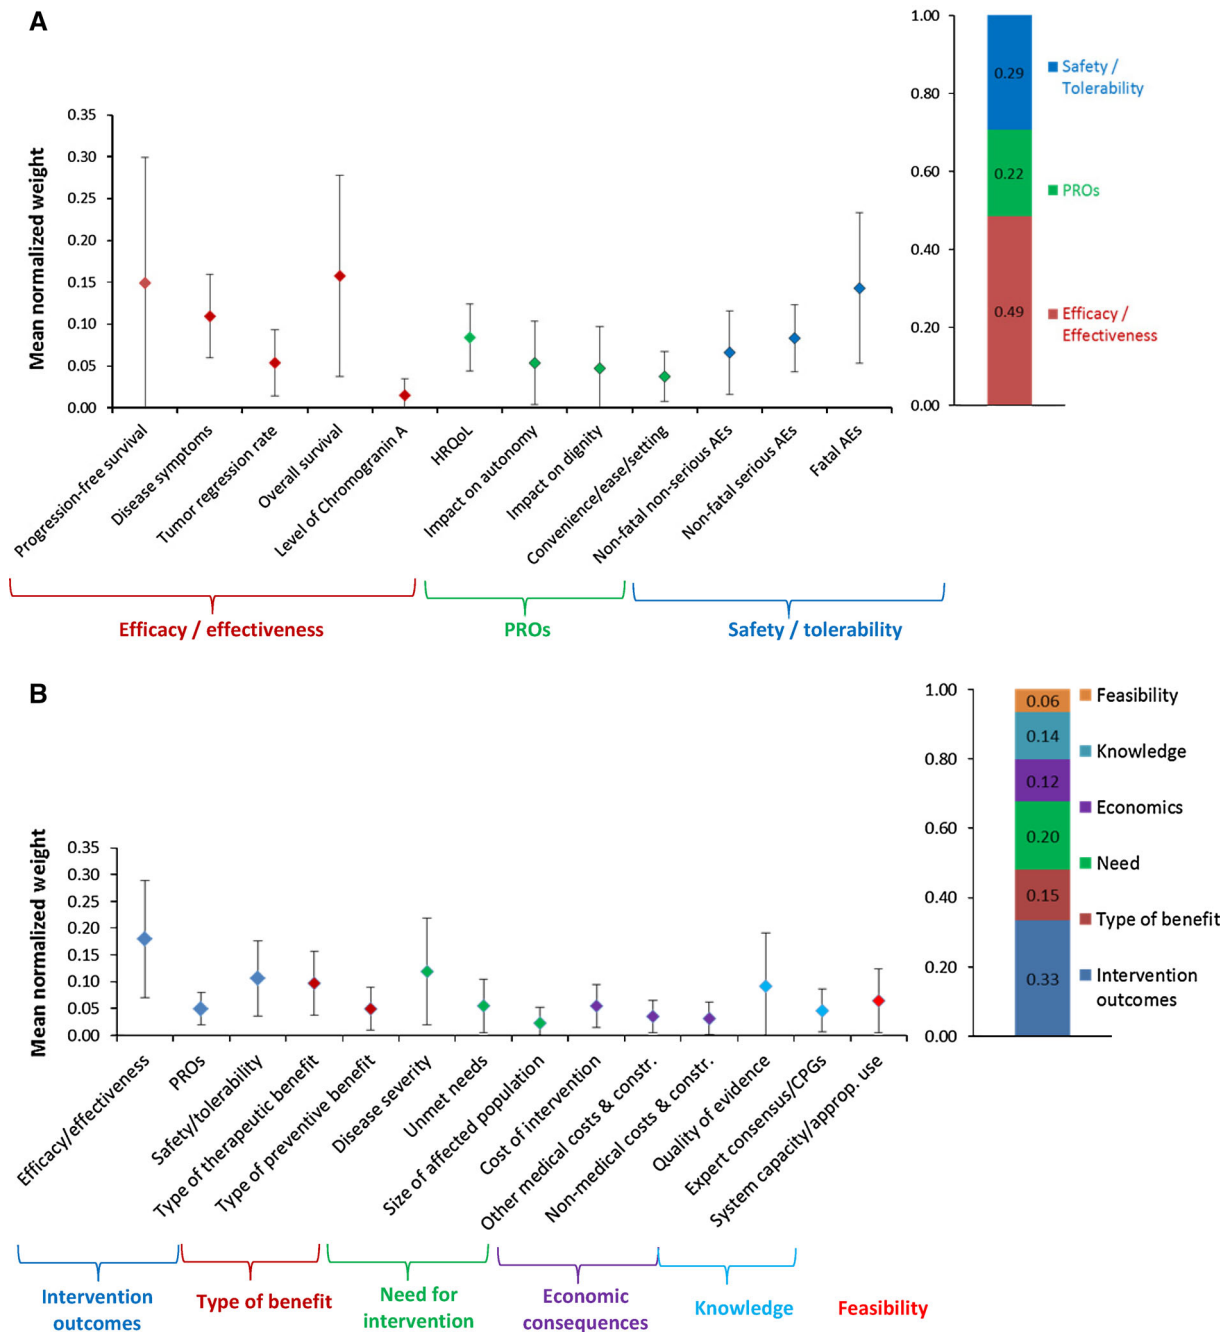 A
Mean normalized weight
0.35
0.30
0.25
0.20
0.15
0.10
0.05
0.00
Progression-free survival
Disease symptoms
Tumor regression rate
Overall survival
Level of Chromogranin A
HRQoL
Impact on autonomy
Impact on dignity
Convenience/ease/setting
Non-fatal non-serious AEs
Non-fatal serious AEs
Fatal AEs
Efficacy / effectiveness
PROs
Safety / tolerability
1.00
0.80
0.60
0.40
0.20
0.00
0.29
0.22
0.49
Safety /
Tolerability
PROs
Efficacy /
Effectiveness
B
Mean normalized weight
0.35
0.30
0.25
0.20
0.15
0.10
0.05
0.00
Efficacy/effectiveness
PROs
Safety/tolerability
Type of therapeutic benefit
Type of preventive benefit
Disease severity
Unmet needs
Size of affected population
Cost of intervention
Other medical costs & constr.
Non-medical costs & constr.
Quality of evidence
Expert consensus/CPGs
System capacity/approp. use
Intervention
outcomes
Type of benefit
Need for
intervention
Economic
consequences
Knowledge
Feasibility
1.00
0.80
0.60
0.40
0.20
0.00
0.06
0.14
0.12
0.20
0.15
0.33
Feasibility
Knowledge
Economics
Need
Type of benefit
Intervention
outcomes